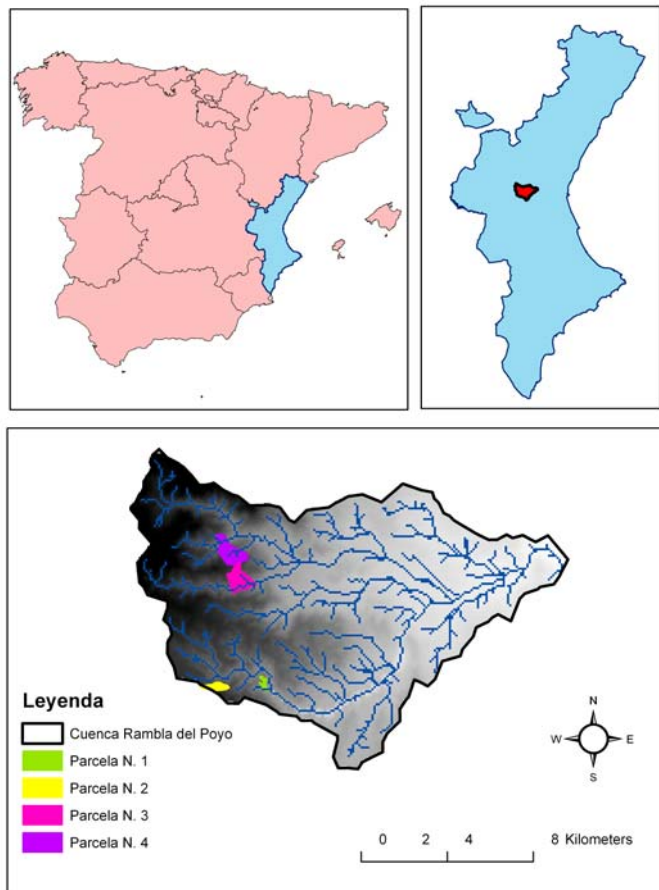 Leyenda
Cuenca Rambla del Poyo
Parcela N. 1
Parcela N. 2
Parcela N. 3
Parcela N. 4
N
W E
S
0 2 4 8 Kilometers